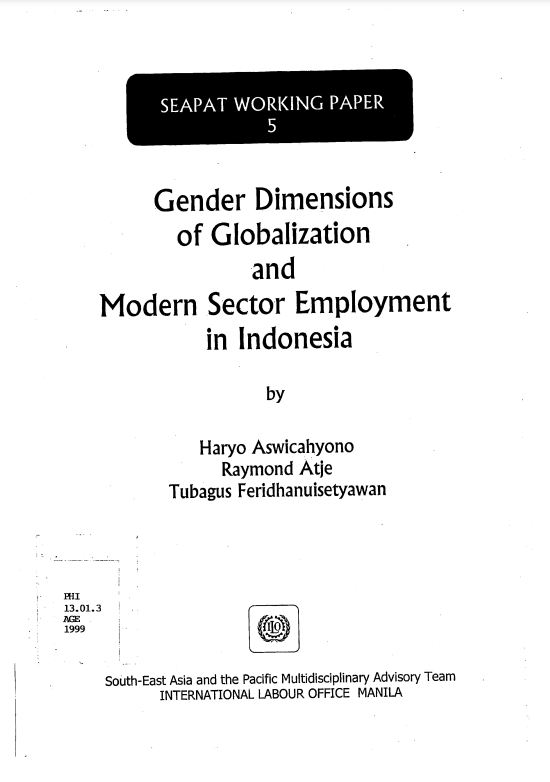 SEAPAT WORKING PAPER
5
Gender Dimensions
of Globalization
and
Modern Sector Employment
in Indonesia
by
Haryo Aswicahyono
Raymond Atje
Tubagus Feridhanuisetyawan
PHI
13.01.3
AGE
1999
ILO
South-East Asia and the Pacific Multidisciplinary Advisory Team
INTERNATIONAL LABOUR OFFICE MANILA